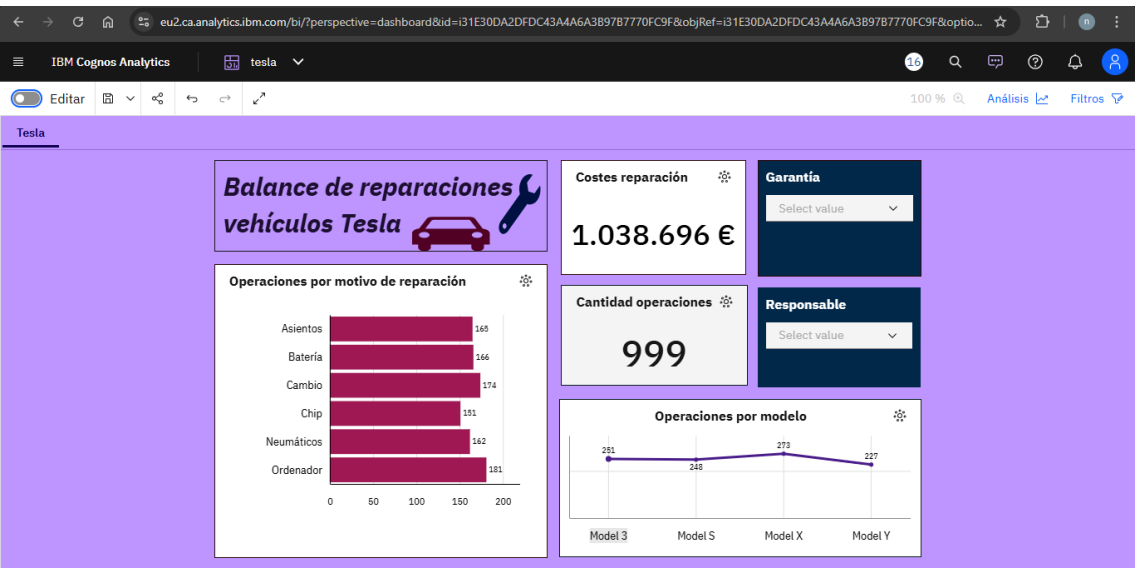 eu2.ca.analytics.ibm.com/bi/?perspective=dashboard&id=i31E30DA2DFDC43A4A6A3B97B7770FC9F&objRef=i31E30DA2DFDC43A4A6A3B97B7770FC9F&optio...
n
IBM Cognos Analytics
tesla
16
Editar
100 %
Análisis
Filtros
Tesla
Balance de reparaciones
vehículos Tesla
Costes reparación
1.038.696 €
Garantía
Select value
Operaciones por motivo de reparación
Asientos 165
Batería 166
Cambio 174
Chip 151
Neumáticos 162
Ordenador 181
0 50 100 150 200
Cantidad operaciones
999
Responsable
Select value
Operaciones por modelo
251 248 273 227
Model 3 Model S Model X Model Y